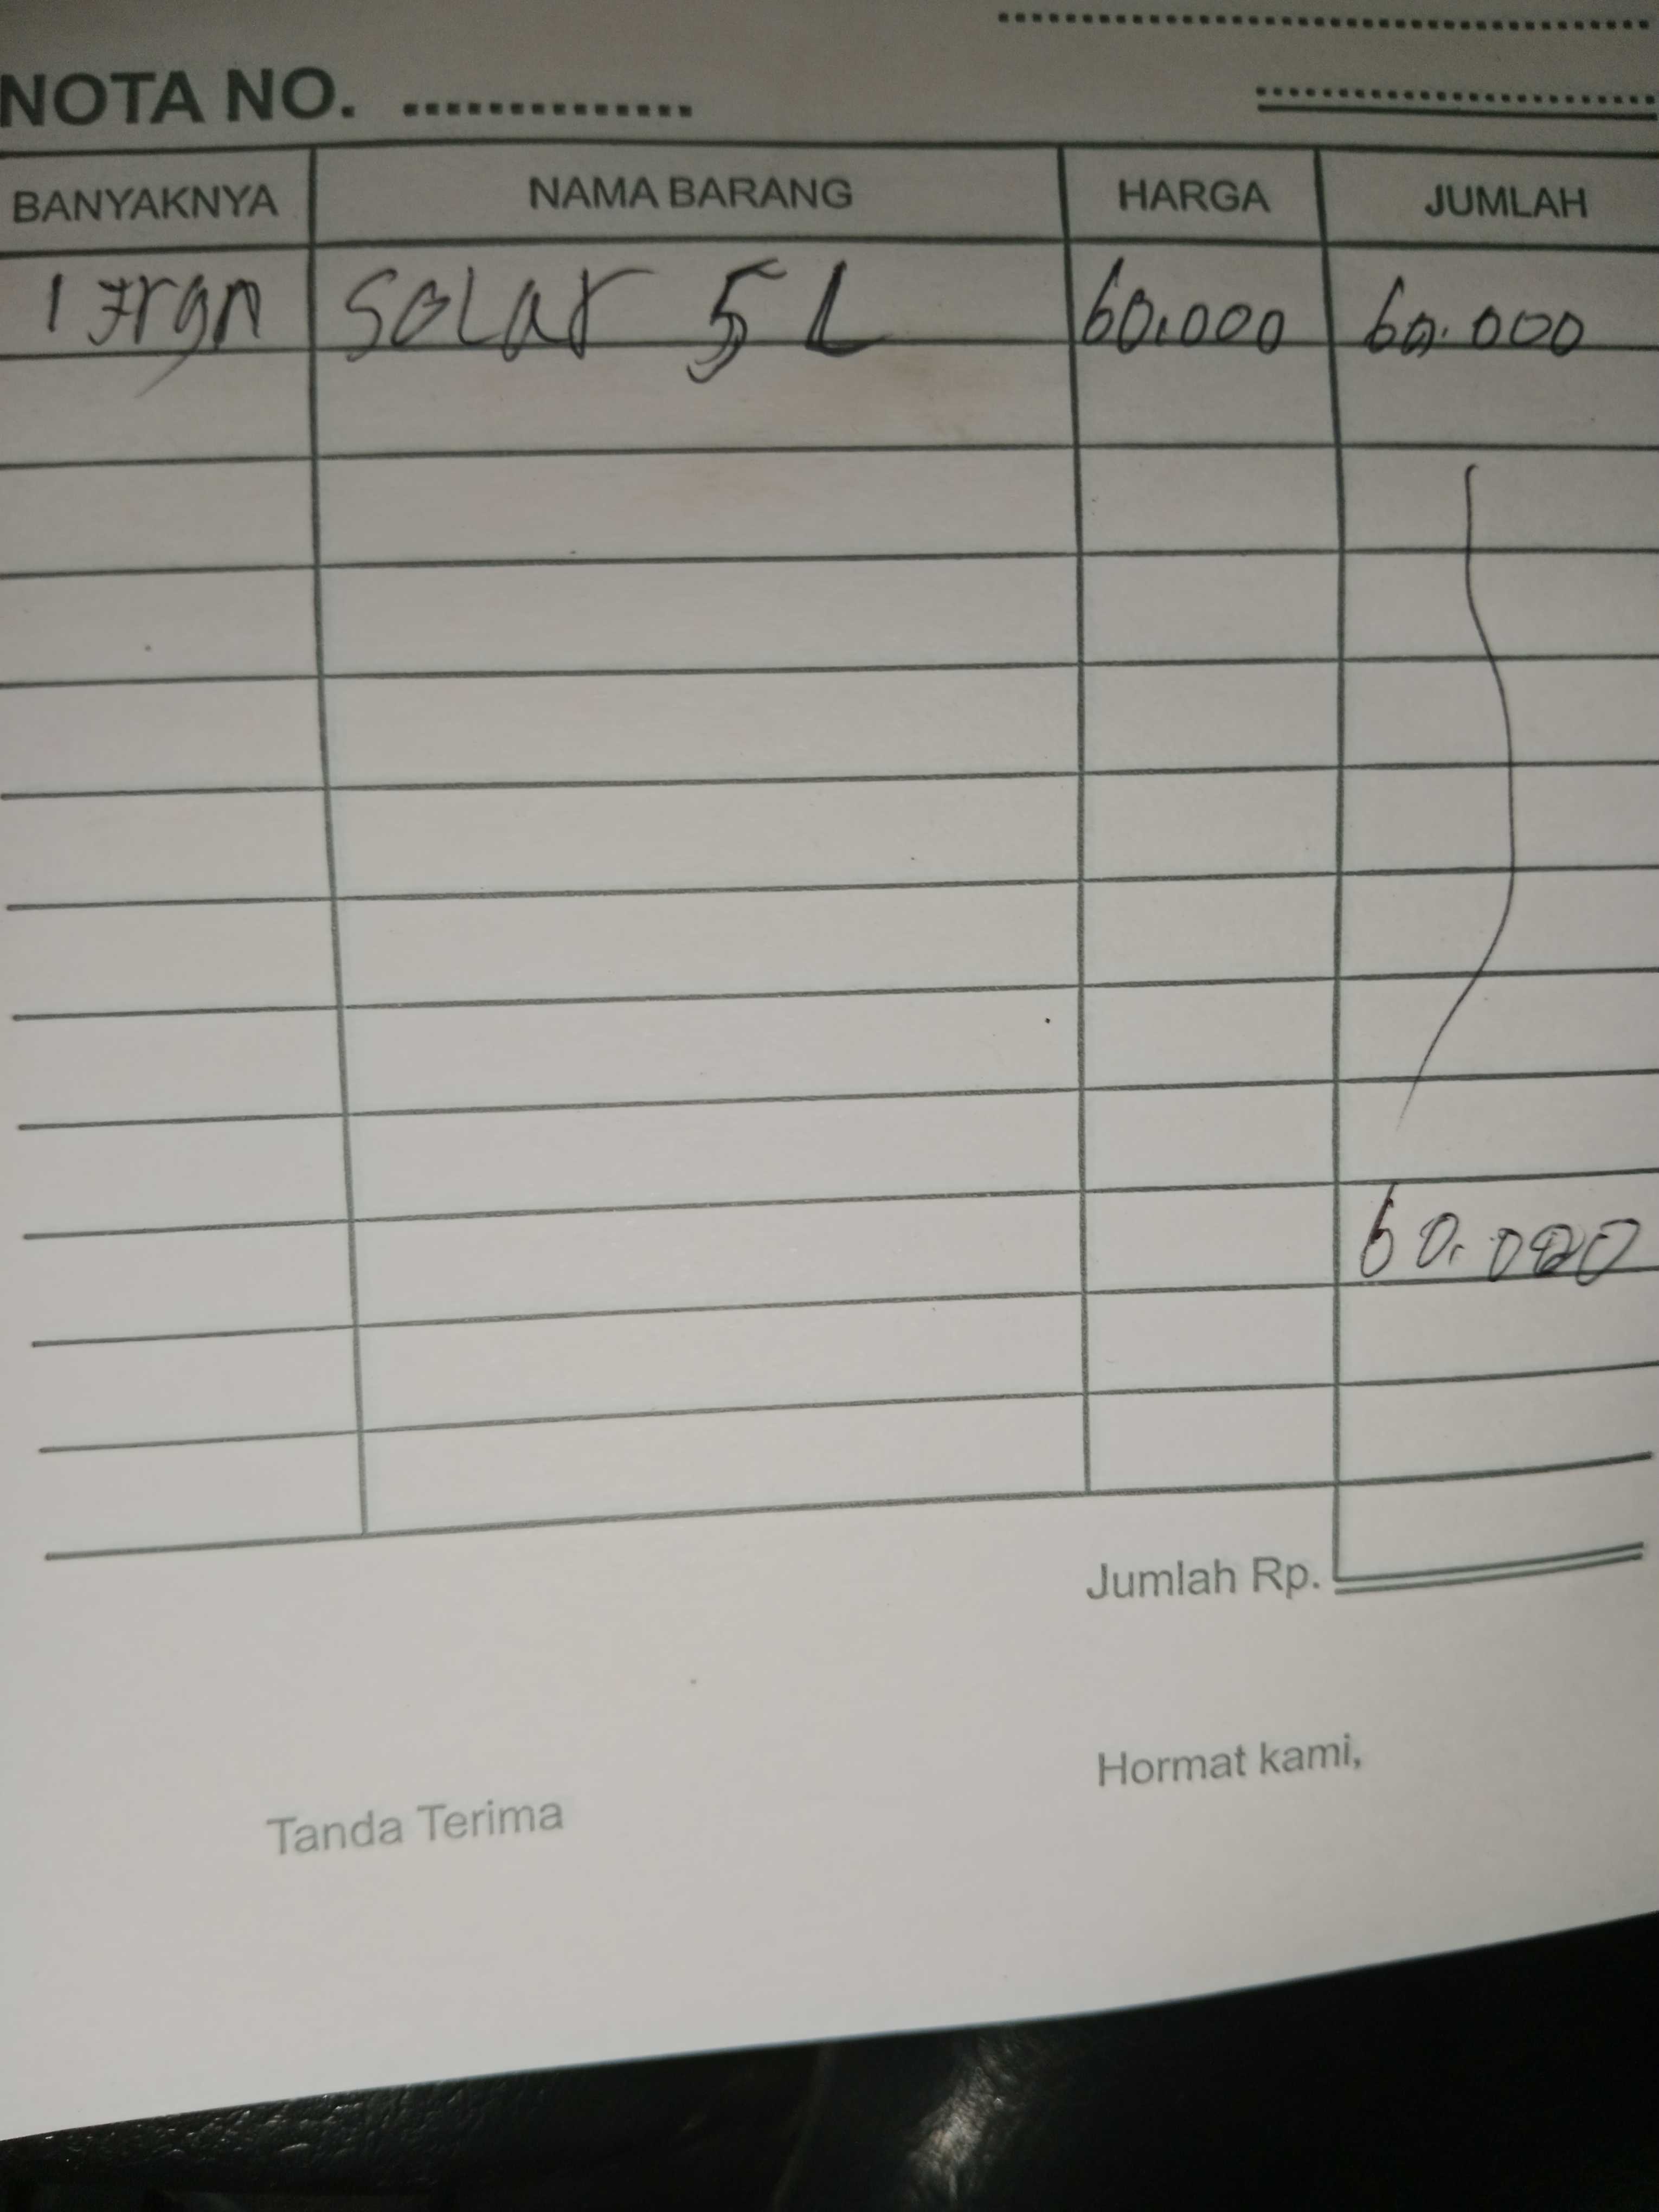 NOTA NO. ..............
BANYAKNYA NAMA BARANG HARGA JUMLAH
1 Jrgn Solar 5 L 60.000 60.000
60.000
Jumlah Rp.
Tanda Terima Hormat kami,